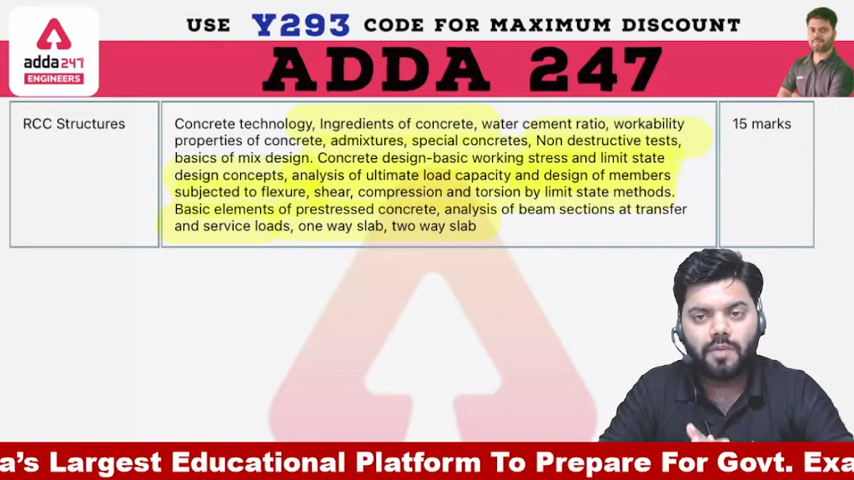 USE Y293 CODE FOR MAXIMUM DISCOUNT
adda247
ENGINEERS
ADDA 247
RCC Structures
Concrete technology, Ingredients of concrete, water cement ratio, workability
properties of concrete, admixtures, special concretes, Non destructive tests,
basics of mix design. Concrete design-basic working stress and limit state
design concepts, analysis of ultimate load capacity and design of members
subjected to flexure, shear, compression and torsion by limit state methods.
Basic elements of prestressed concrete, analysis of beam sections at transfer
and service loads, one way slab, two way slab
15 marks
a's Largest Educational Platform To Prepare For Govt. Exa